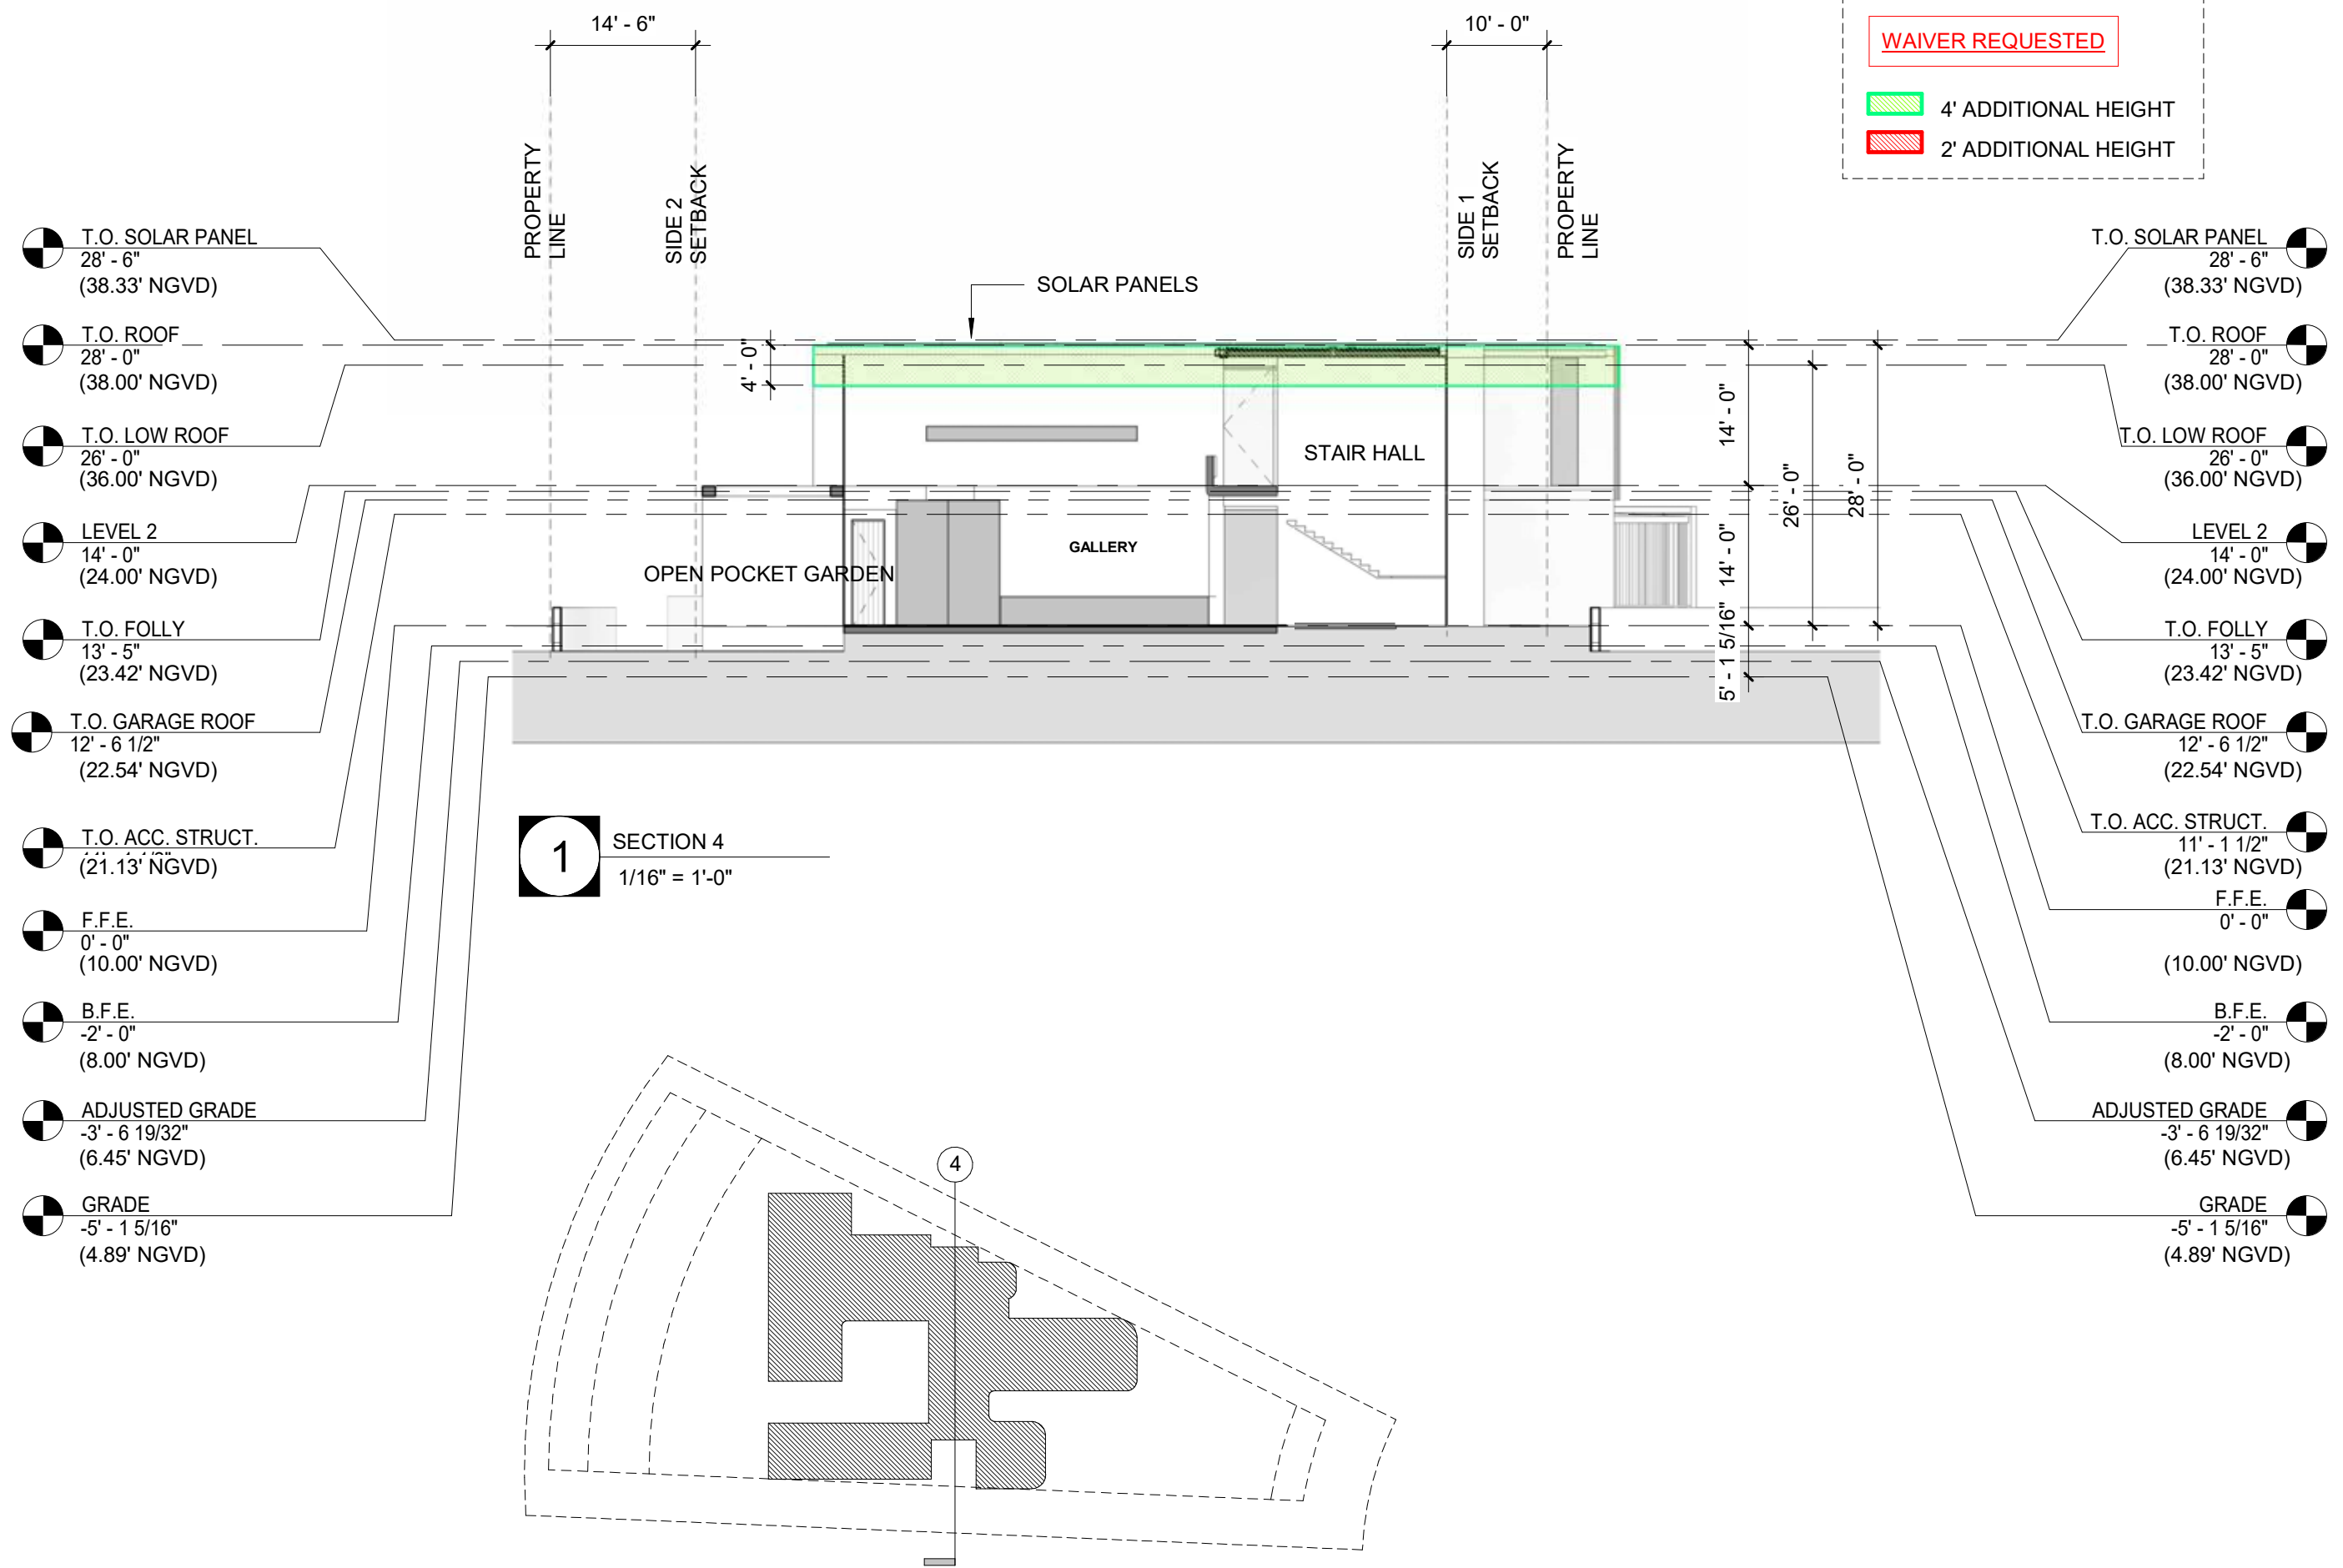 14' - 6"
10' - 0"
WAIVER REQUESTED
4' ADDITIONAL HEIGHT
2' ADDITIONAL HEIGHT
PROPERTY
LINE
SIDE 2
SETBACK
SIDE 1
SETBACK
PROPERTY
LINE
T.O. SOLAR PANEL
28' - 6"
(38.33' NGVD)
T.O. ROOF
28' - 0"
(38.00' NGVD)
T.O. LOW ROOF
26' - 0"
(36.00' NGVD)
LEVEL 2
14' - 0"
(24.00' NGVD)
T.O. FOLLY
13' - 5"
(23.42' NGVD)
T.O. GARAGE ROOF
12' - 6 1/2"
(22.54' NGVD)
T.O. ACC. STRUCT.
(21.13' NGVD)
F.F.E.
0' - 0"
(10.00' NGVD)
B.F.E.
-2' - 0"
(8.00' NGVD)
ADJUSTED GRADE
-3' - 6 19/32"
(6.45' NGVD)
GRADE
-5' - 1 5/16"
(4.89' NGVD)
SOLAR PANELS
4' - 0"
STAIR HALL
GALLERY
OPEN POCKET GARDEN
14' - 0"
14' - 0"
5' - 1 5/16"
26' - 0"
28' - 0"
T.O. SOLAR PANEL
28' - 6"
(38.33' NGVD)
T.O. ROOF
28' - 0"
(38.00' NGVD)
T.O. LOW ROOF
26' - 0"
(36.00' NGVD)
LEVEL 2
14' - 0"
(24.00' NGVD)
T.O. FOLLY
13' - 5"
(23.42' NGVD)
T.O. GARAGE ROOF
12' - 6 1/2"
(22.54' NGVD)
T.O. ACC. STRUCT.
11' - 1 1/2"
(21.13' NGVD)
F.F.E.
0' - 0"
(10.00' NGVD)
B.F.E.
-2' - 0"
(8.00' NGVD)
ADJUSTED GRADE
-3' - 6 19/32"
(6.45' NGVD)
GRADE
-5' - 1 5/16"
(4.89' NGVD)
1
SECTION 4
1/16" = 1'-0"
4